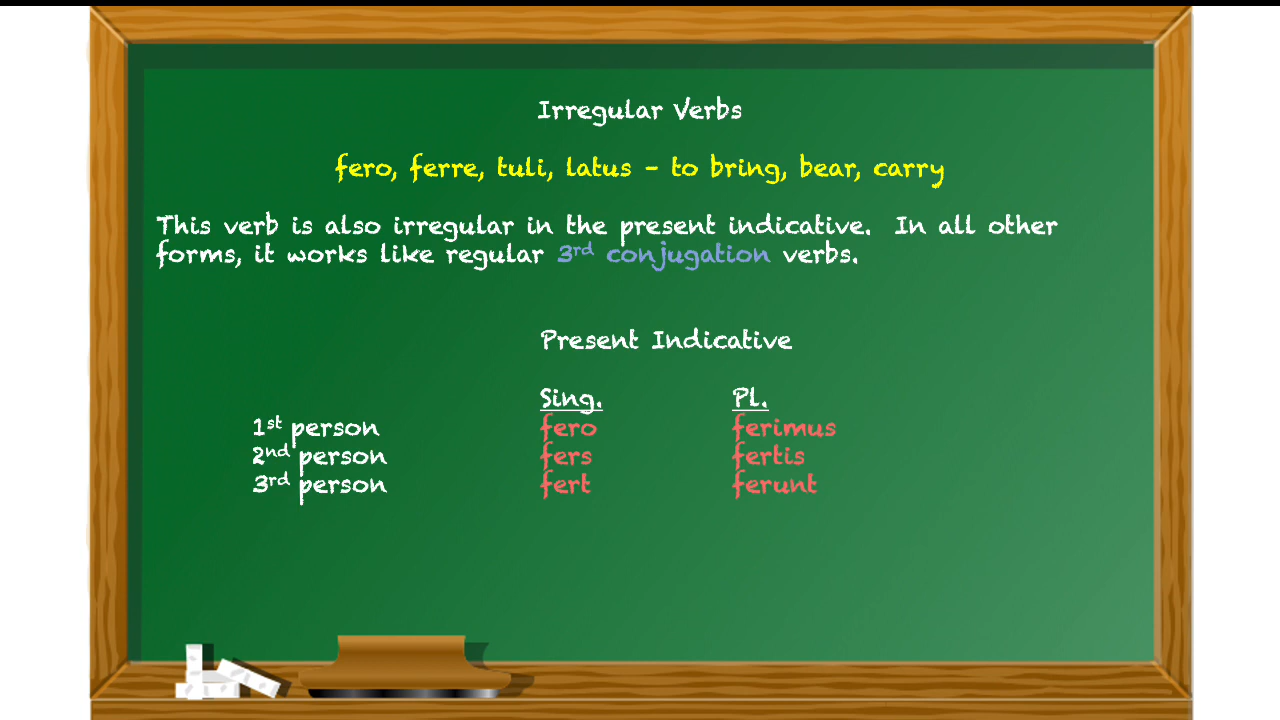 Irregular Verbs
fero, ferre, tuli, latus – to bring, bear, carry
This verb is also irregular in the present indicative. In all other
forms, it works like regular 3rd conjugation verbs.
Present Indicative
Sing. Pl.
1st person fero ferimus
2nd person fers fertis
3rd person fert ferunt